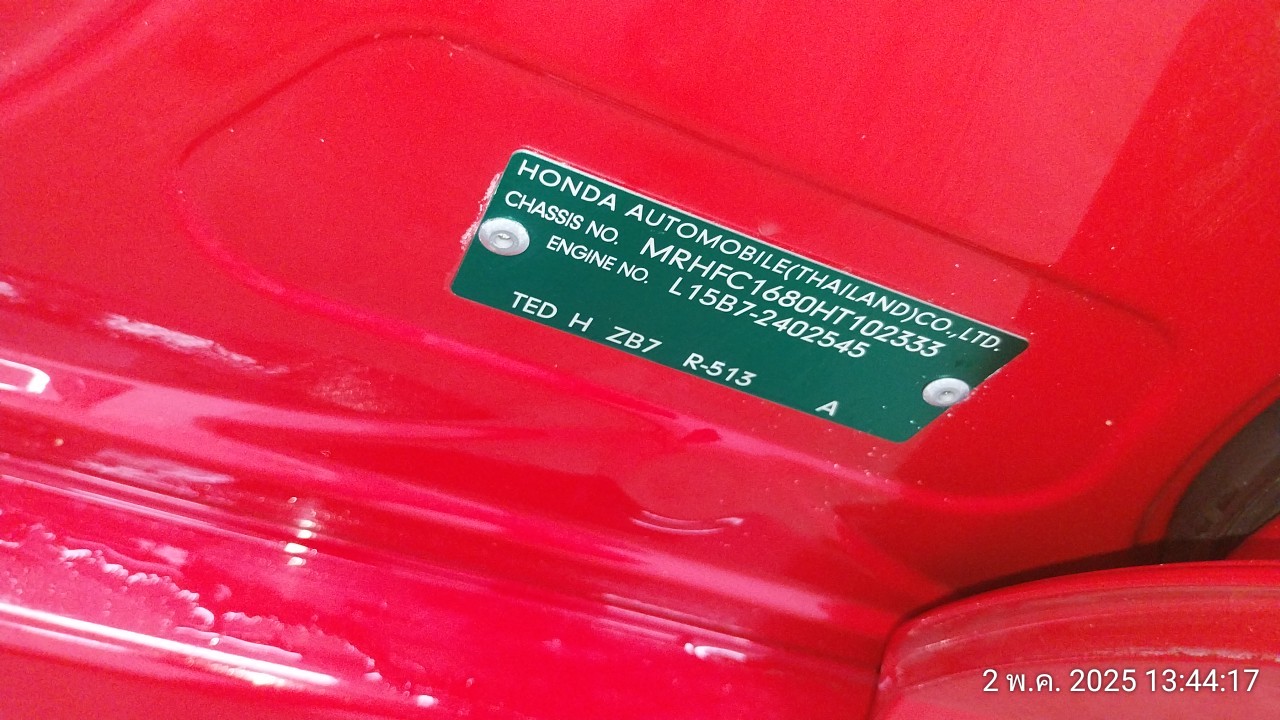 HONDA AUTOMOBILE(THAILAND)CO.,LTD.
CHASSIS NO. MRHFC1680HT102333
ENGINE NO. L15B7-2402545
TED H ZB7 R-513
A
2 พ.ค. 2025 13:44:17